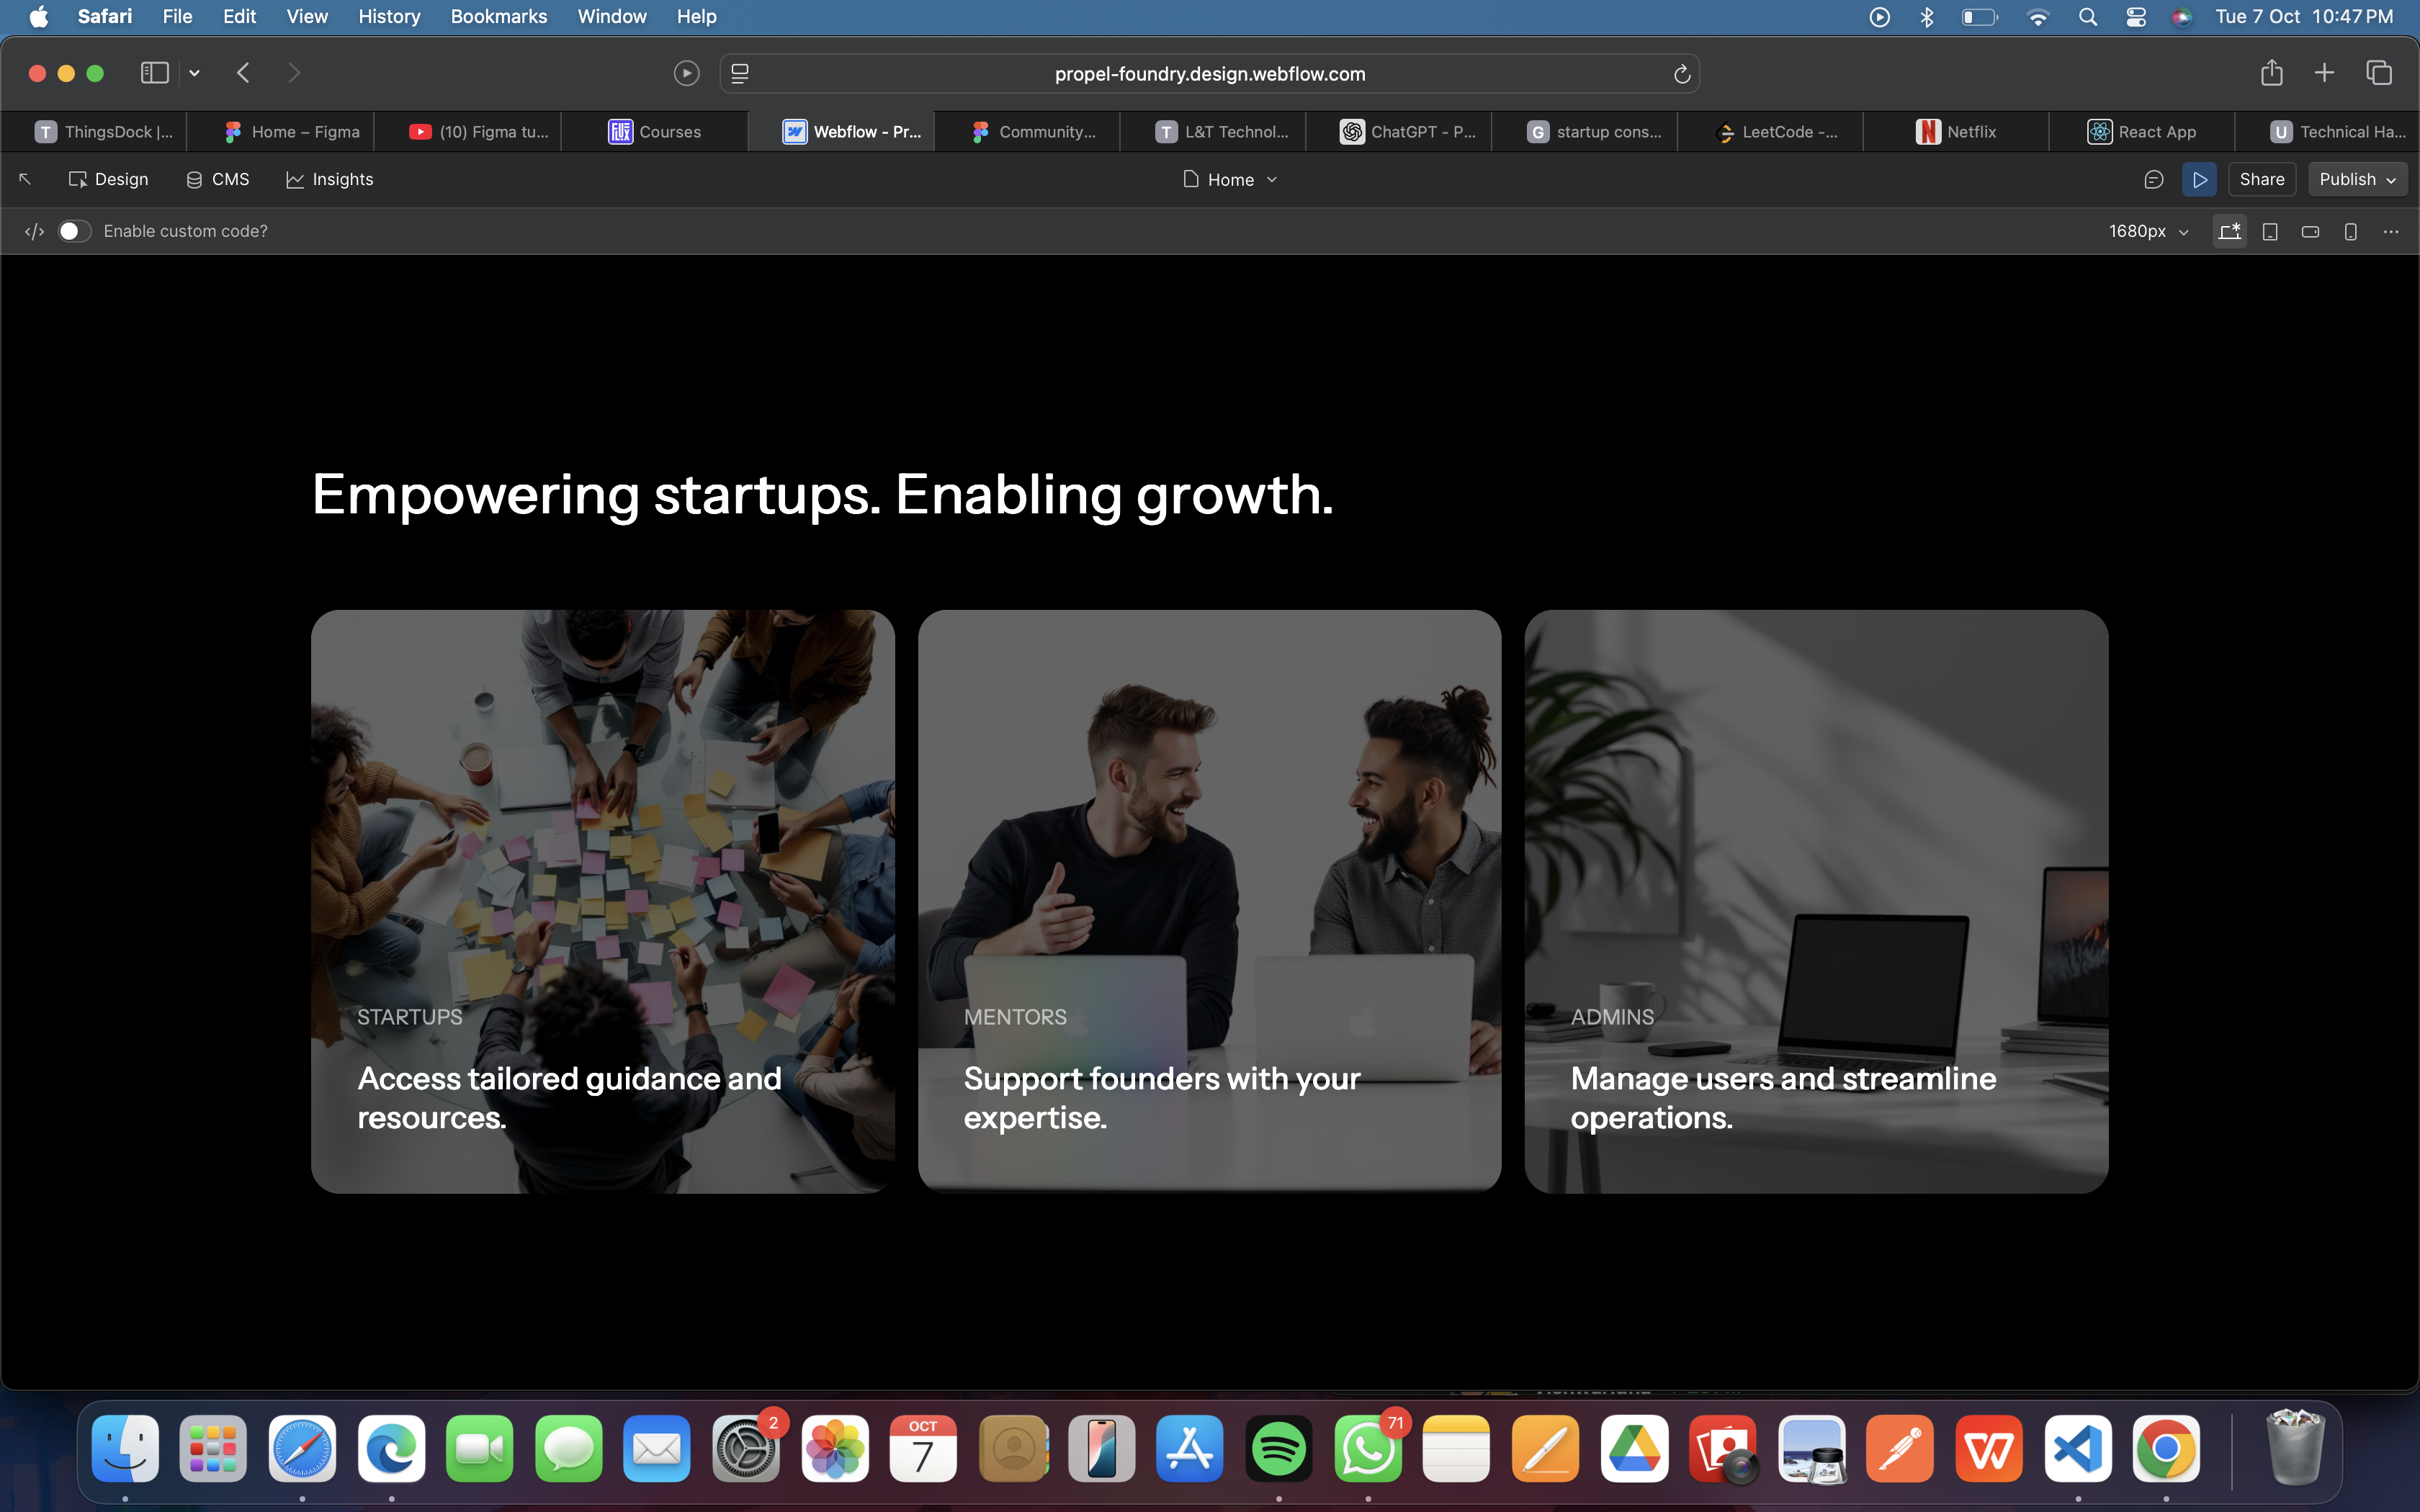 Safari File Edit View History Bookmarks Window Help Tue 7 Oct 10:47 PM
propel-foundry.design.webflow.com
T ThingsDock |... Home – Figma (10) Figma tu... Courses Webflow - Pr... Community... T L&T Technol... ChatGPT - P... G startup cons... LeetCode -... N Netflix React App U Technical Ha...
Design CMS Insights Home Share Publish
</> Enable custom code? 1680px
Empowering startups. Enabling growth.
STARTUPS
Access tailored guidance and
resources.
MENTORS
Support founders with your
expertise.
ADMINS
Manage users and streamline
operations.
2 OCT 7 71